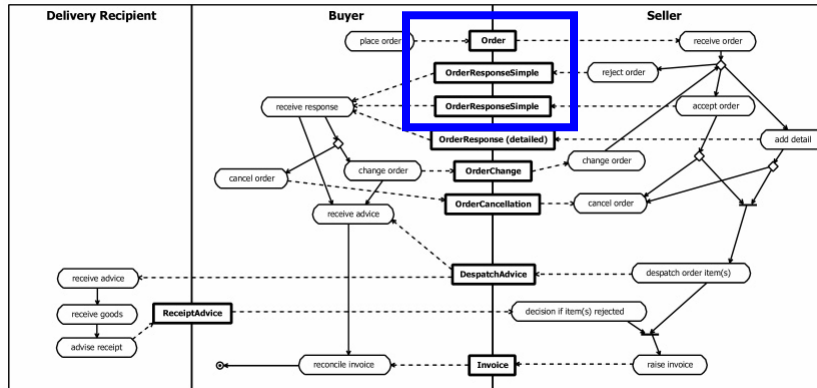 Delivery Recipient
Buyer
Seller
place order
Order
receive order
OrderResponseSimple
reject order
receive response
OrderResponseSimple
accept order
OrderResponse (detailed)
add detail
cancel order
change order
OrderChange
change order
OrderCancellation
cancel order
receive advice
receive advice
DespatchAdvice
despatch order item(s)
receive goods
ReceiptAdvice
decision if item(s) rejected
advise receipt
reconcile invoice
Invoice
raise invoice